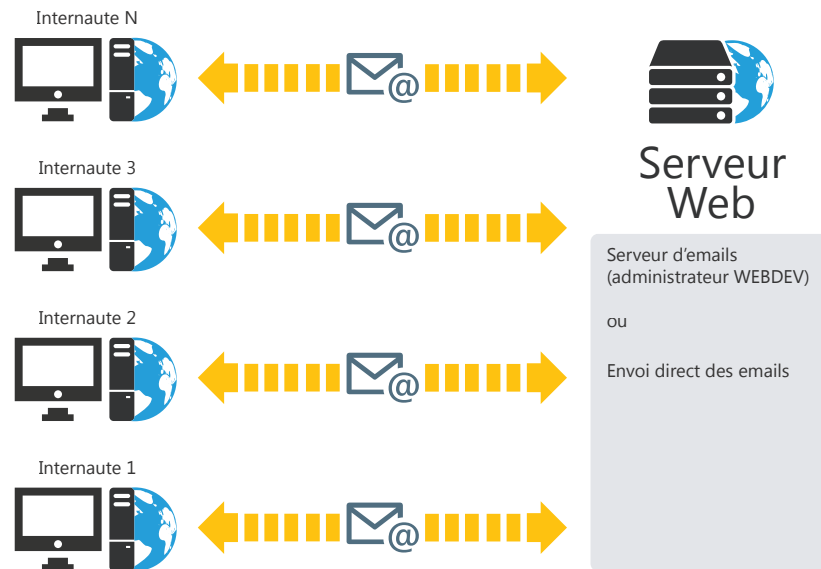 Internaute N
@
Internaute 3
@
Internaute 2
@
Internaute 1
@
Serveur
Web
Serveur d'emails
(administrateur WEBDEV)
ou
Envoi direct des emails